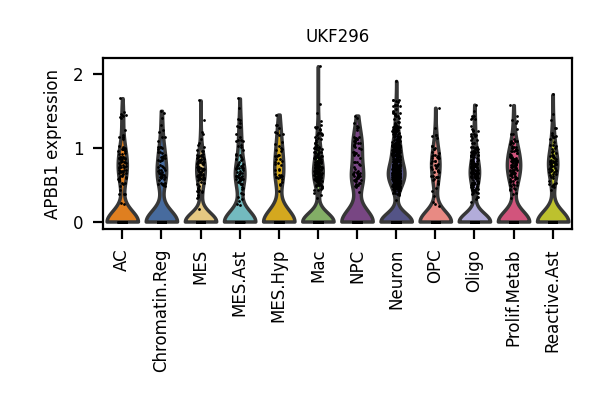 UKF296
APBB1 expression
2
1
0
AC
Chromatin.Reg
MES
MES.Ast
MES.Hyp
Mac
NPC
Neuron
OPC
Oligo
Prolif.Metab
Reactive.Ast